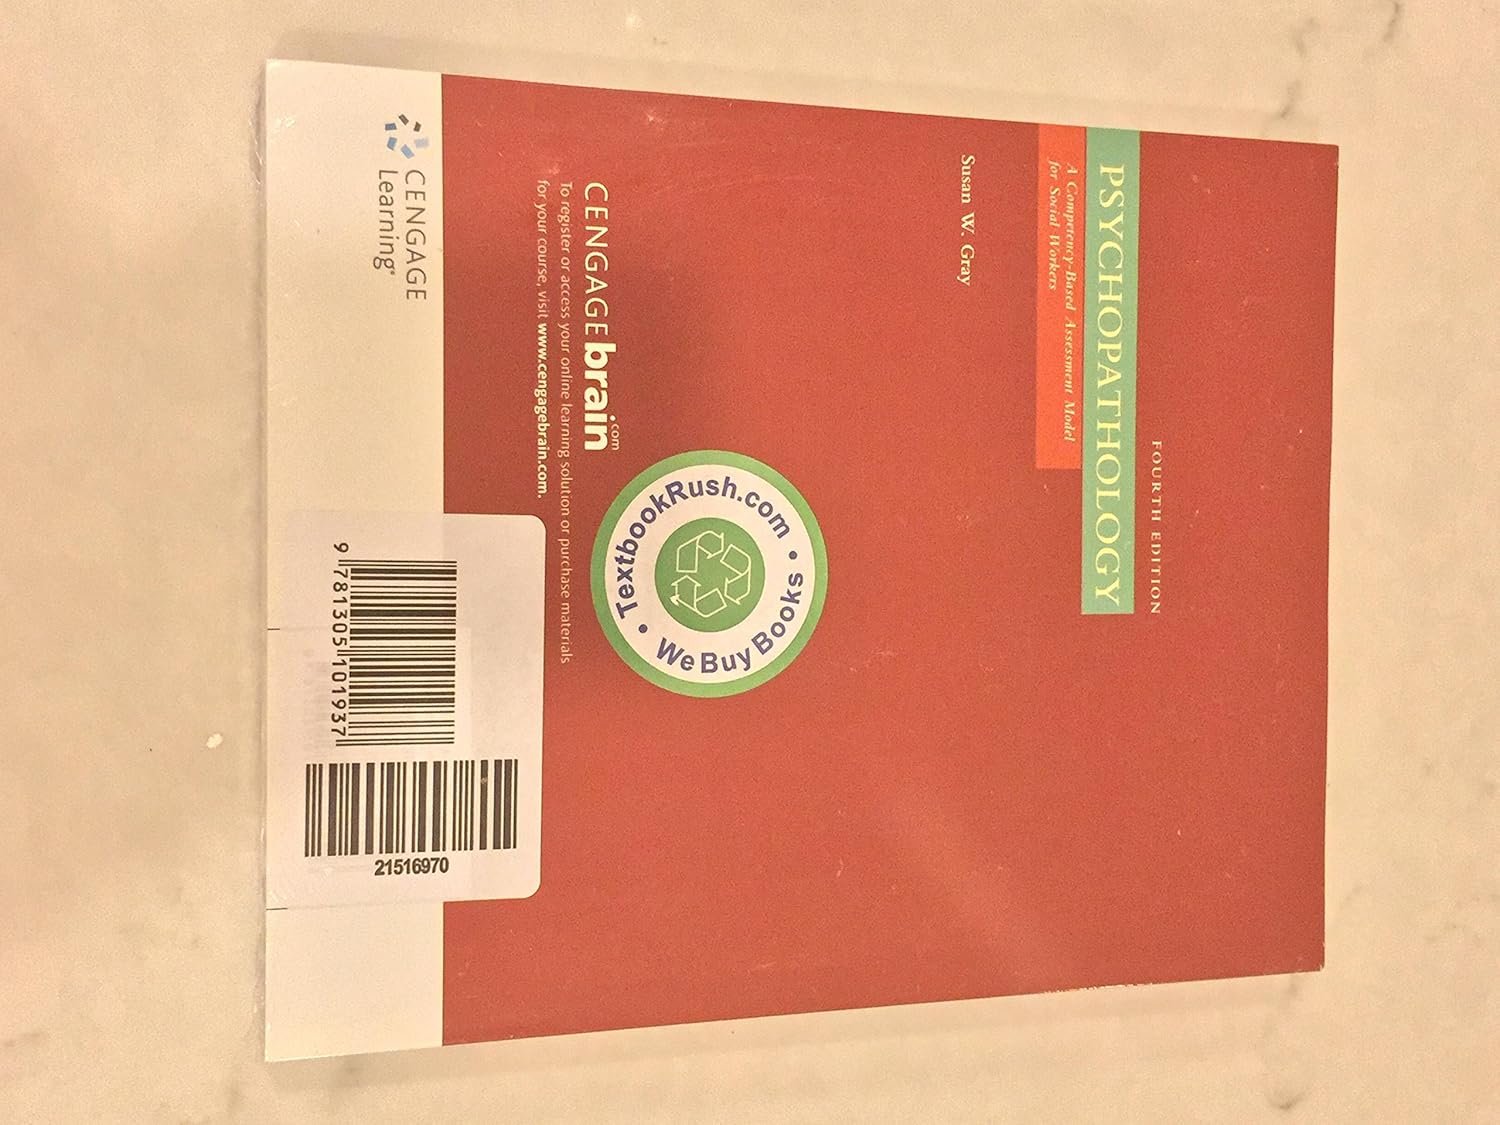 FOURTH EDITION
PSYCHOPATHOLOGY
A Competency-Based Assessment Model
for Social Workers
Susan W. Gray
TextbookRush.com
• We Buy Books •
CENGAGEbrain.com
To register or access your online learning solution or purchase materials
for your course, visit www.cengagebrain.com.
CENGAGE
Learning®
9 781305 101937
21516970